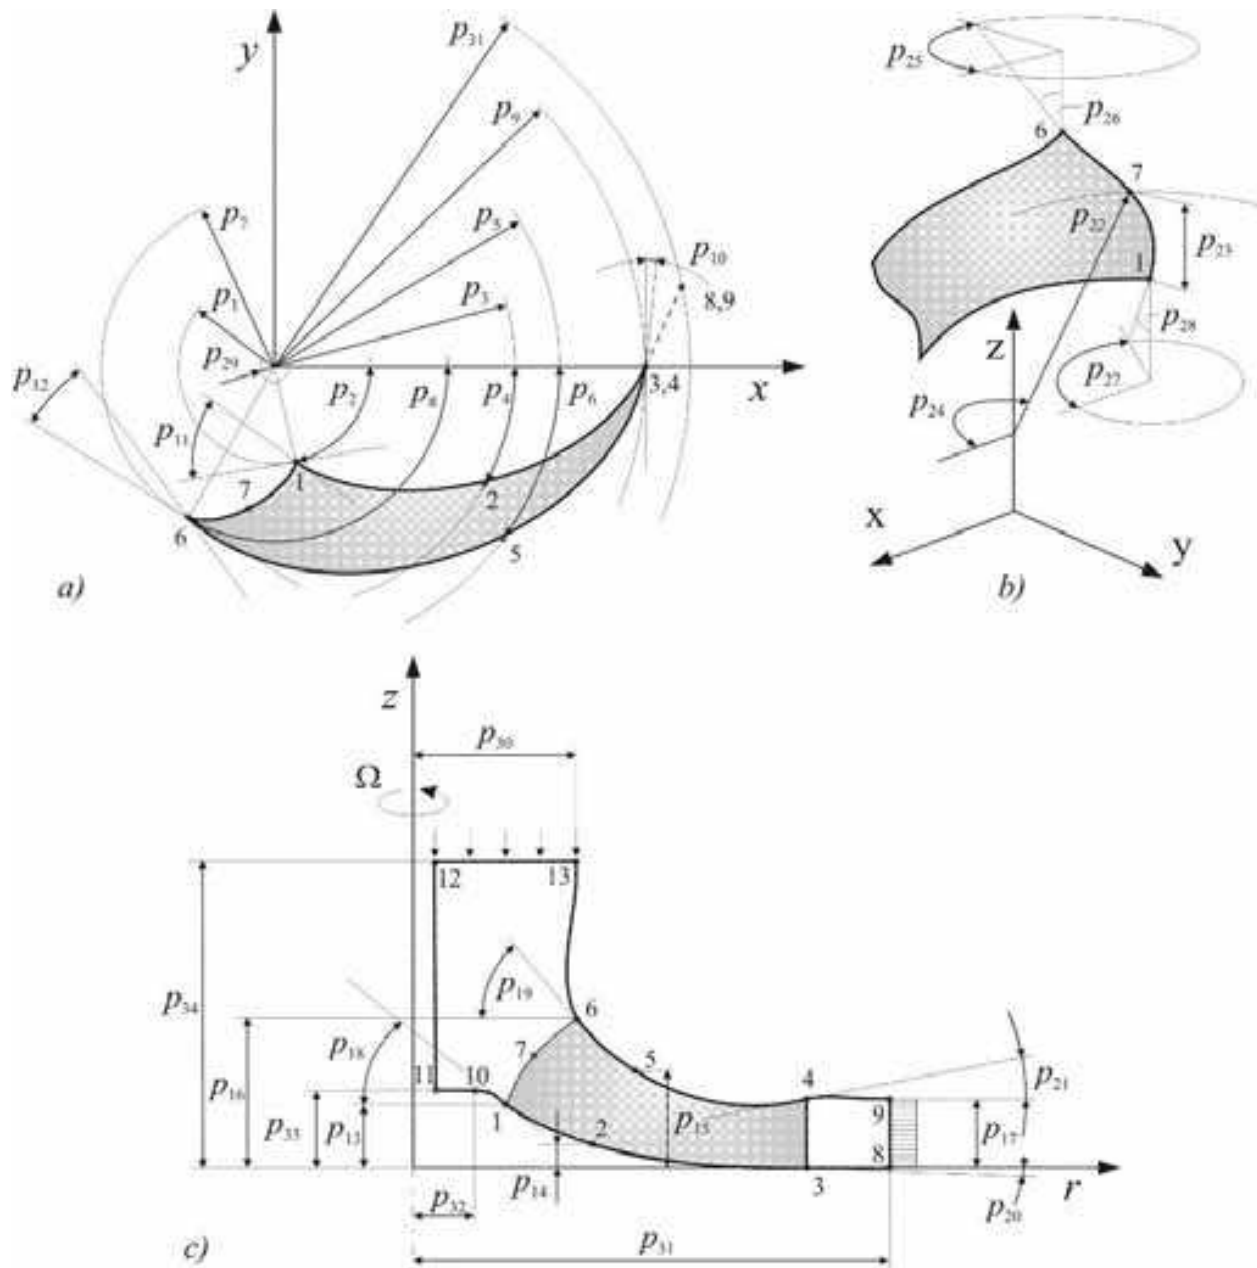 y
p₃₁
p₉
p₇
p₅
p₁₀
p₁
p₃
8,9
p₂₉
p₁₂
p₂
p₈
p₄
p₆
3,4
x
p₁₁
1
7
2
6
5
a)
p₂₅
p₂₆
6
7
p₂₂
p₂₃
1
z
p₂₈
p₂₇
p₂₄
x
y
b)
z
p₃₀
Ω
12
13
p₁₉
6
p₃₄
7
5
p₁₈
11
10
4
p₂₁
p₁₆
9
p₃₃
p₁₃
1
2
p₁₅
p₁₇
8
p₁₄
3
r
p₃₂
p₂₀
p₃₁
c)